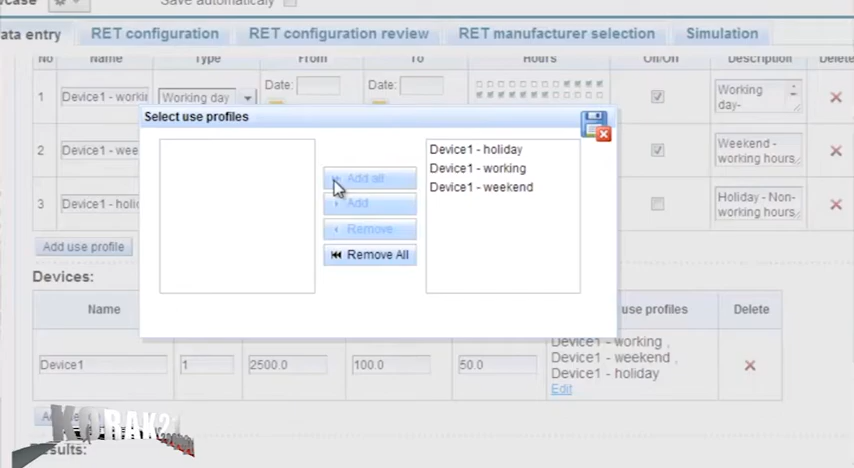 Save automatically
ata entry RET configuration RET configuration review RET manufacturer selection Simulation
No Name Type From To Hours On/Off Description Delete
1 Device1 - workin Working day Date: Date: Working
day-
Select use profiles
2 Device1 - wee Weekend -
working hours,
3 Device1 - holid Holiday - Non-
working hours,
Device1 - holiday
Device1 - working
Device1 - weekend
Add all
Add
Remove
Remove All
Add use profile
Devices:
Name use profiles Delete
Device1 1 2500.0 100.0 50.0 Device1 - working ,
Device1 - weekend ,
Device1 - holiday
Edit
KORAK2